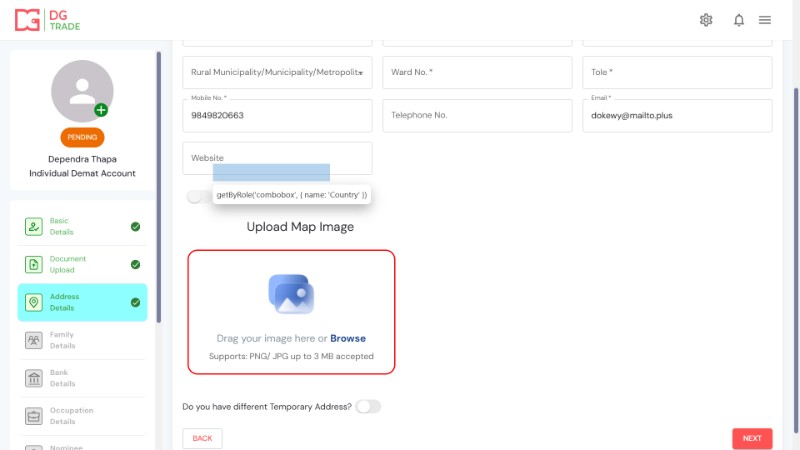 DG
TRADE
PENDING
Dependra Thapa
Individual Demat Account
Basic
Details
Document
Upload
Address
Details
Family
Details
Bank
Details
Occupation
Details
Nominee
Rural Municipality/Municipality/Metropolit
Ward No. *
Tole *
Mobile No. *
9849820663
Telephone No.
Email *
dokewy@mailto.plus
Website
getByRole('combobox', { name: 'Country' })
Upload Map Image
Drag your image here or Browse
Supports: PNG/ JPG up to 3 MB accepted
Do you have different Temporary Address?
BACK
NEXT